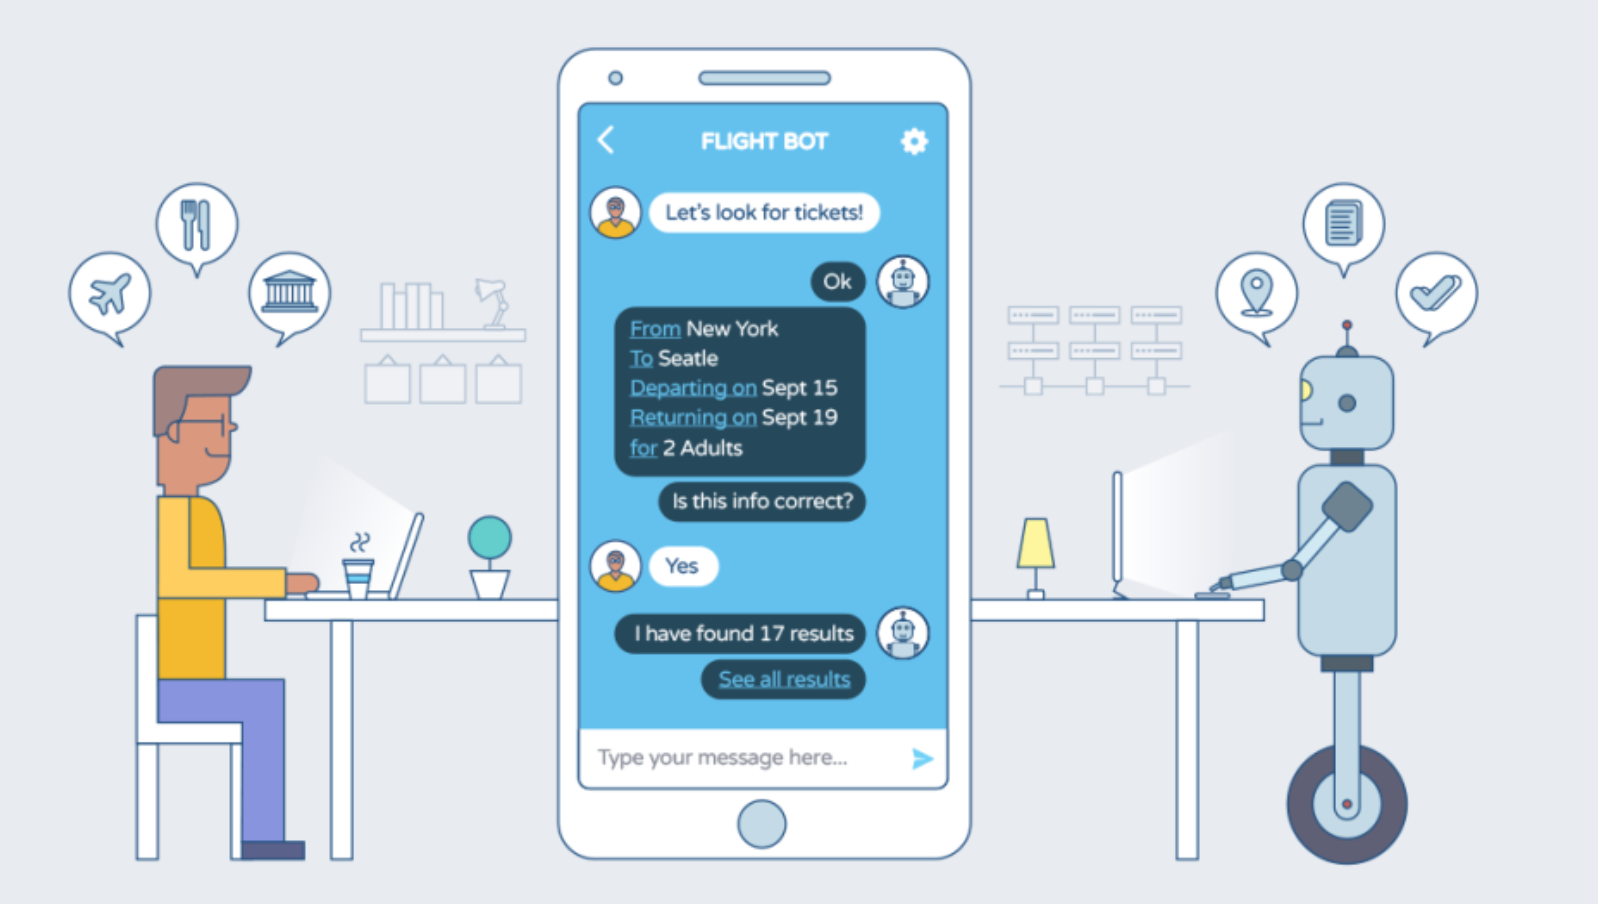 FLIGHT BOT
Let's look for tickets!
Ok
From New York
To Seatle
Departing on Sept 15
Returning on Sept 19
for 2 Adults
Is this info correct?
Yes
I have found 17 results
See all results
Type your message here...